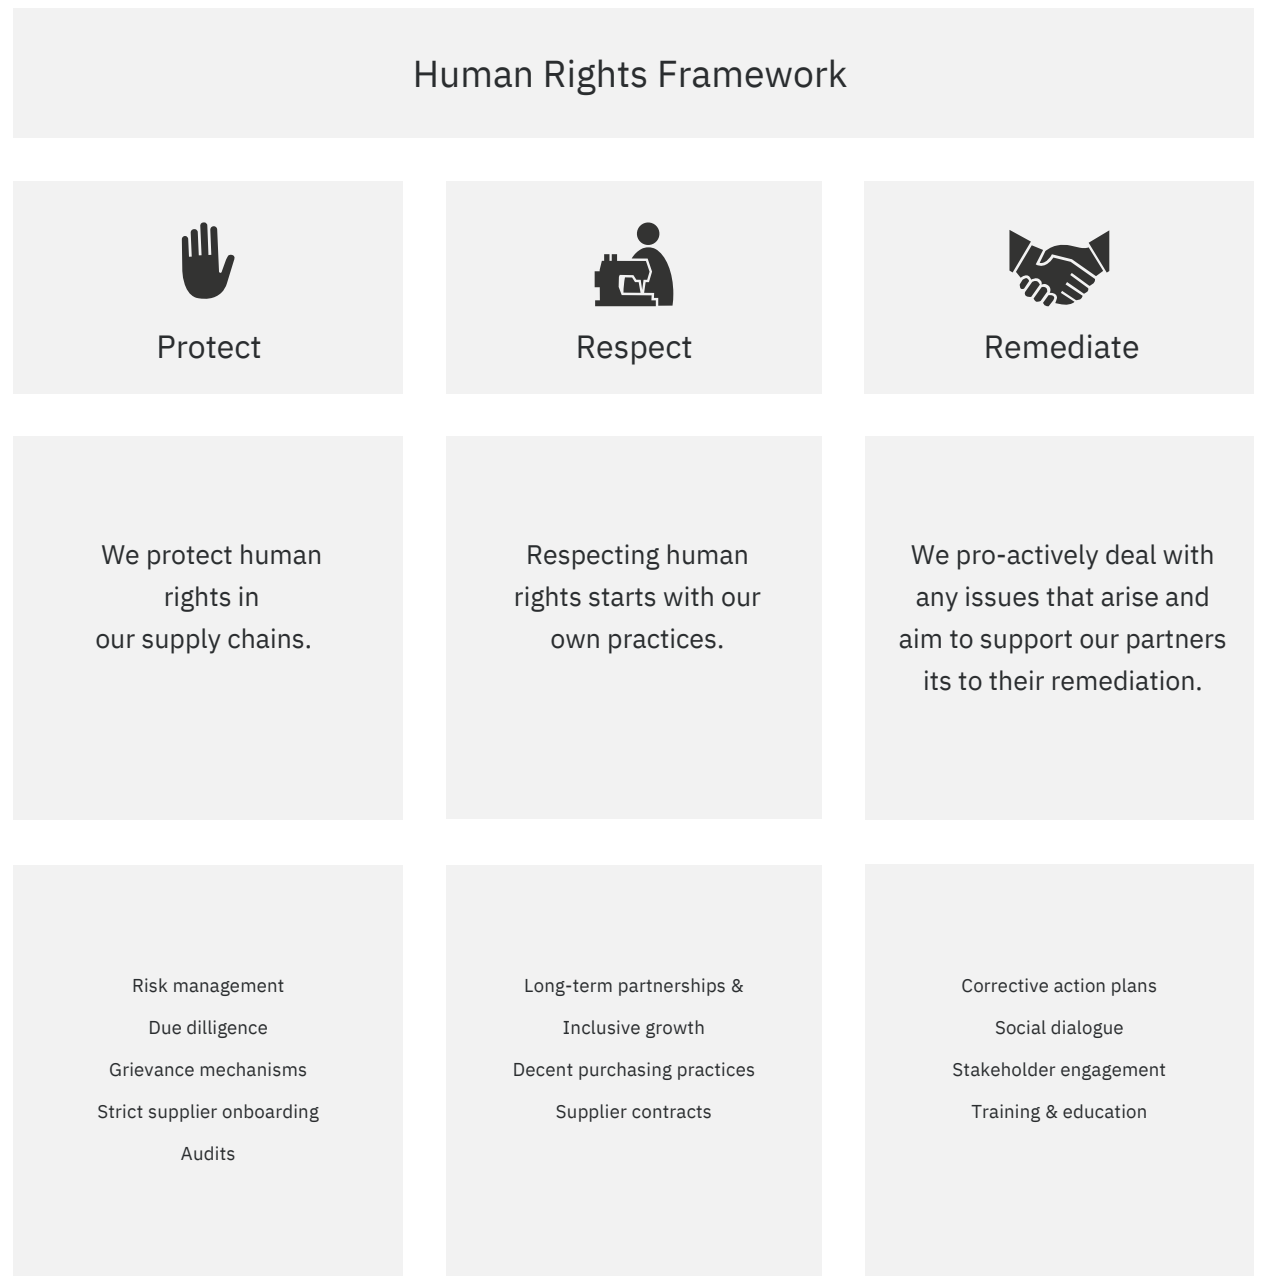 Human Rights Framework
Protect
Respect
Remediate
We protect human
rights in
our supply chains.
Respecting human
rights starts with our
own practices.
We pro-actively deal with
any issues that arise and
aim to support our partners
its to their remediation.
Risk management
Due dilligence
Grievance mechanisms
Strict supplier onboarding
Audits
Long-term partnerships &
Inclusive growth
Decent purchasing practices
Supplier contracts
Corrective action plans
Social dialogue
Stakeholder engagement
Training & education